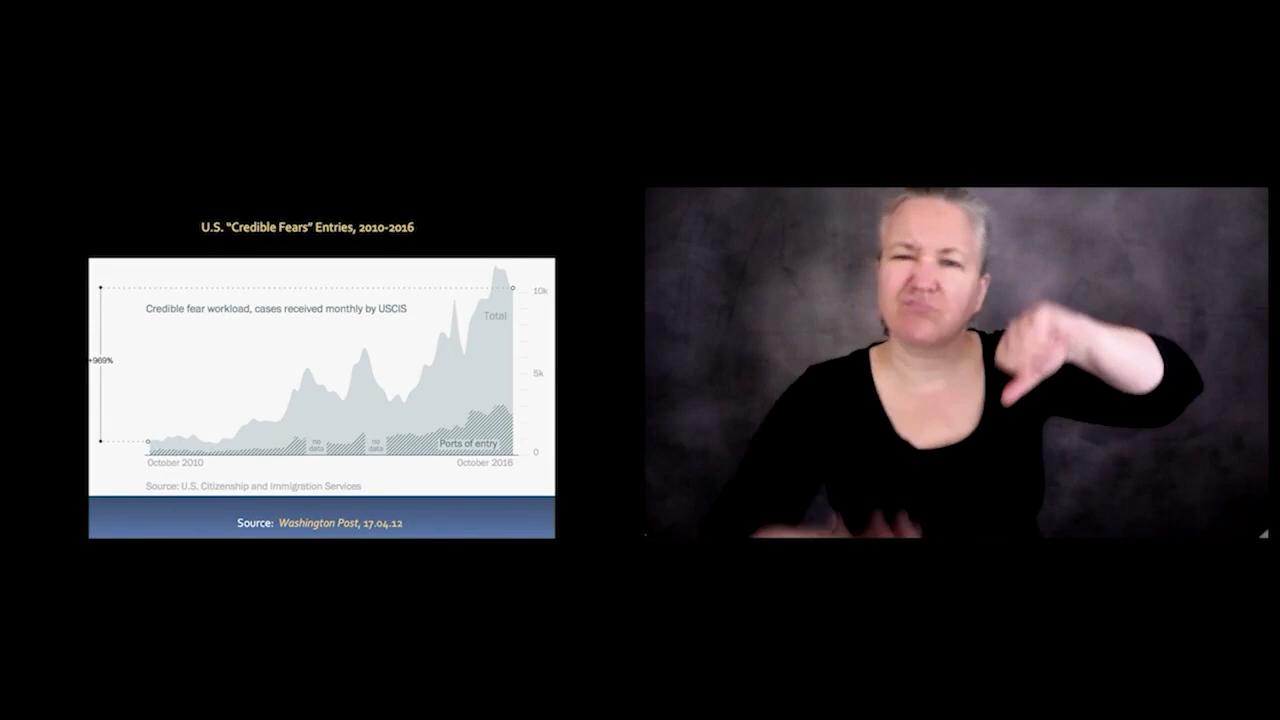 U.S. “Credible Fears” Entries, 2010-2016
10k
Credible fear workload, cases received monthly by USCIS
Total
+969%
5k
no
data
no
data
Ports of entry
0
October 2010
October 2016
Source: U.S. Citizenship and Immigration Services
Source: Washington Post, 17.04.12